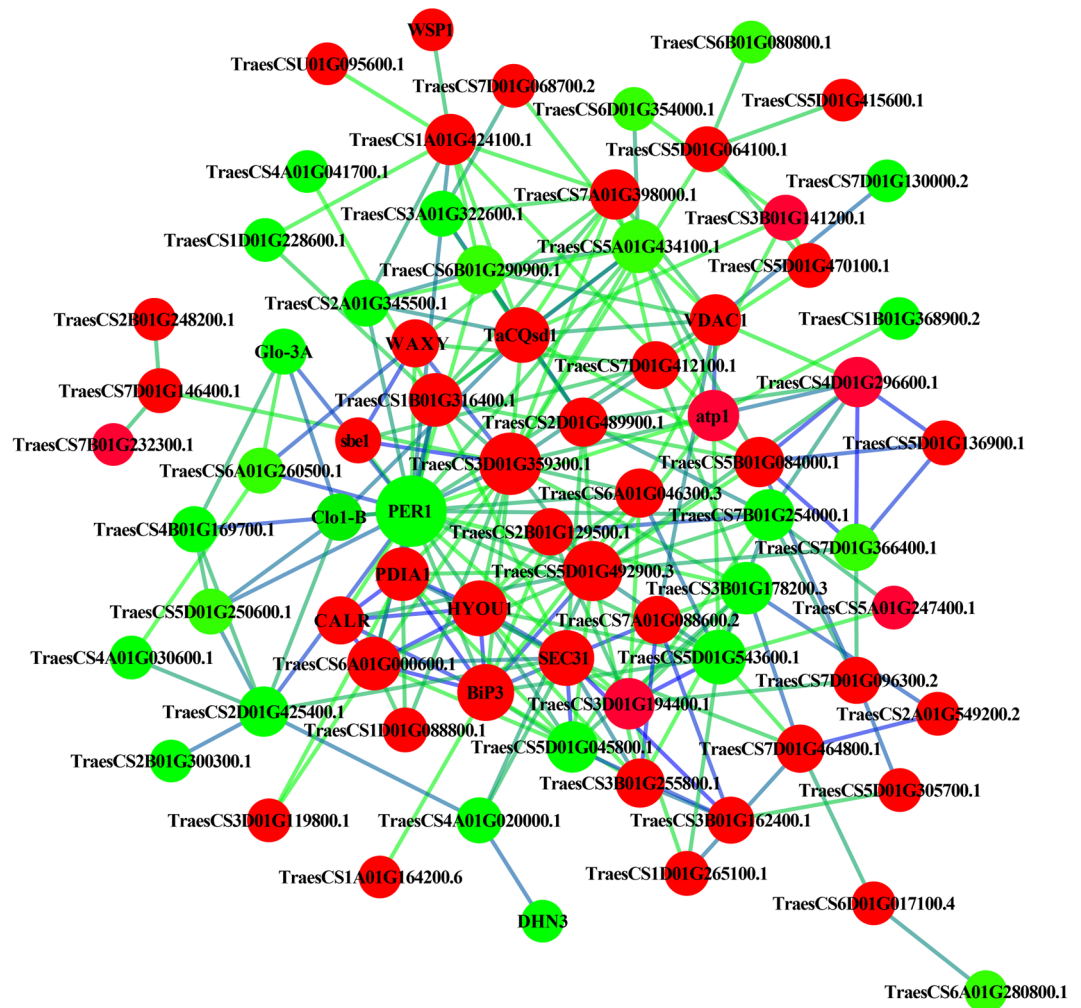 WSP1
TraesCS6B01G080800.1
TraesCSU01G095600.1
TraesCS7D01G068700.2
TraesCS5D01G415600.1
TraesCS6D01G354000.1
TraesCS1A01G424100.1
TraesCS5D01G064100.1
TraesCS4A01G041700.1
TraesCS7D01G130000.2
TraesCS7A01G398000.1
TraesCS3A01G322600.1
TraesCS3B01G141200.1
TraesCS1D01G228600.1
TraesCS5A01G434100.1
TraesCS6B01G290900.1
TraesCS5D01G470100.1
TraesCS2A01G345500.1
TraesCS2B01G248200.1
TraesCS1B01G368900.2
VDAC1
TaCQsd1
WAXY
Glo-3A
TraesCS7D01G412100.1
TraesCS4D01G296600.1
TraesCS7D01G146400.1
TraesCS1B01G316400.1
atp1
TraesCS2D01G489900.1
sbe1
TraesCS7B01G232300.1
TraesCS5D01G136900.1
TraesCS3D01G359300.1
TraesCS5B01G084000.1
TraesCS6A01G260500.1
TraesCS6A01G046300.3
PER1
Clo1-B
TraesCS7B01G254000.1
TraesCS4B01G169700.1
TraesCS2B01G129500.1
TraesCS7D01G366400.1
TraesCS5D01G492900.3
PDIA1
TraesCS3B01G178200.3
TraesCS5D01G250600.1
TraesCS5A01G247400.1
HYOU1
TraesCS7A01G088600.2
CALR
TraesCS5D01G543600.1
TraesCS4A01G030600.1
SEC31
TraesCS6A01G000600.1
TraesCS7D01G096300.2
BiP3
TraesCS3D01G194400.1
TraesCS2D01G425400.1
TraesCS2A01G549200.2
TraesCS1D01G088800.1
TraesCS5D01G045800.1
TraesCS7D01G464800.1
TraesCS2B01G300300.1
TraesCS3B01G255800.1
TraesCS5D01G305700.1
TraesCS3D01G119800.1
TraesCS4A01G020000.1
TraesCS3B01G162400.1
TraesCS1A01G164200.6
TraesCS1D01G265100.1
TraesCS6D01G017100.4
DHN3
TraesCS6A01G280800.1